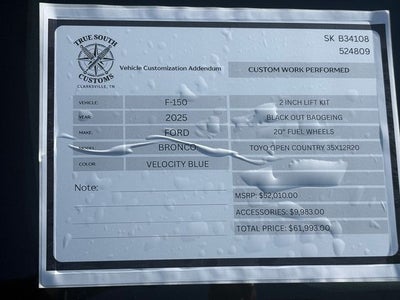 TRUE SOUTH
CUSTOMS
CLARKSVILLE, TN
Vehicle Customization Addendum
SK B34108
524809
CUSTOM WORK PERFORMED
VEHICLE: F-150 2 INCH LIFT KIT
YEAR: 2025 BLACK OUT BADGEING
MAKE: FORD 20" FUEL WHEELS
MODEL: BRONCO TOYO OPEN COUNTRY 35X12R20
COLOR: VELOCITY BLUE
Note:
MSRP: $52,010.00
ACCESSORIES: $9,983.00
TOTAL PRICE: $61,993.00